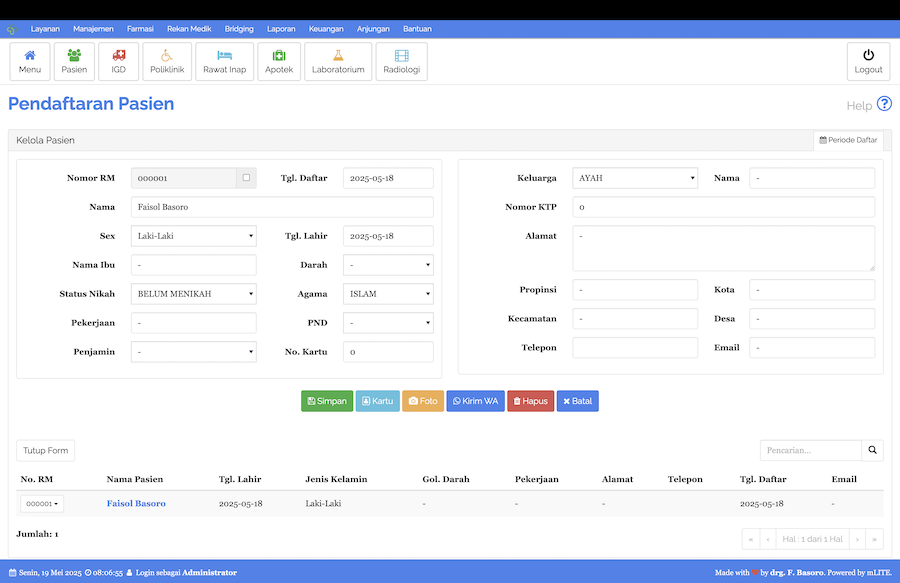 Layanan Manajemen Farmasi Rekan Medik Bridging Laporan Keuangan Anjungan Bantuan
Menu Pasien IGD Poliklinik Rawat Inap Apotek Laboratorium Radiologi Logout
Pendaftaran Pasien Help ?
Kelola Pasien Periode Daftar
Nomor RM 000001 Tgl. Daftar 2025-05-18
Nama Faisol Basoro
Sex Laki-Laki Tgl. Lahir 2025-05-18
Nama Ibu - Darah -
Status Nikah BELUM MENIKAH Agama ISLAM
Pekerjaan - PND -
Penjamin - No. Kartu 0
Keluarga AYAH Nama -
Nomor KTP 0
Alamat -
Propinsi - Kota -
Kecamatan - Desa -
Telepon Email -
Simpan Kartu Foto Kirim WA Hapus Batal
Tutup Form Pencarian...
No. RM Nama Pasien Tgl. Lahir Jenis Kelamin Gol. Darah Pekerjaan Alamat Telepon Tgl. Daftar Email
000001 Faisol Basoro 2025-05-18 Laki-Laki - - - 2025-05-18 -
Jumlah: 1 « ‹ Hal : 1 dari 1 Hal › »
Senin, 19 Mei 2025 08:06:55 Login sebagai Administrator Made with ❤ by drg. F. Basoro. Powered by mLITE.